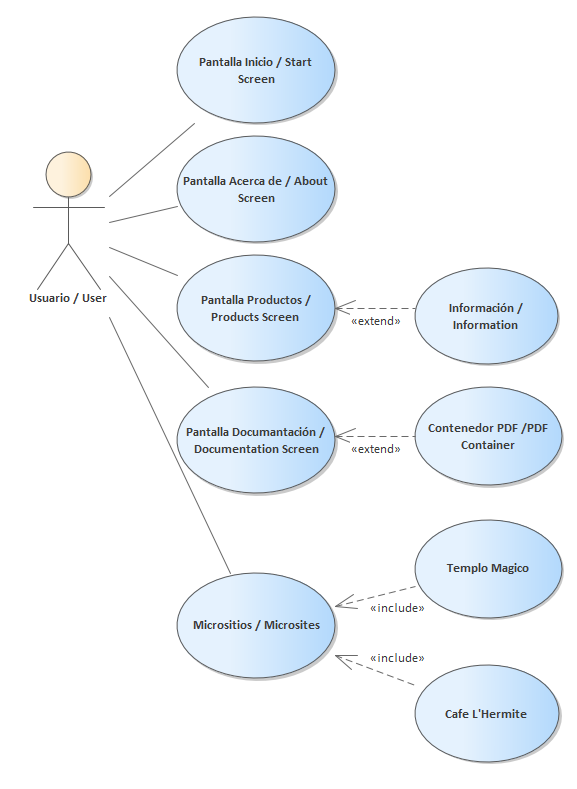 Pantalla Inicio / Start
Screen
Pantalla Acerca de / About
Screen
Usuario / User
Pantalla Productos /
Products Screen
«extend»
Información /
Information
Pantalla Documantación /
Documentation Screen
«extend»
Contenedor PDF /PDF
Container
Templo Magico
«include»
Micrositios / Microsites
«include»
Cafe L'Hermite